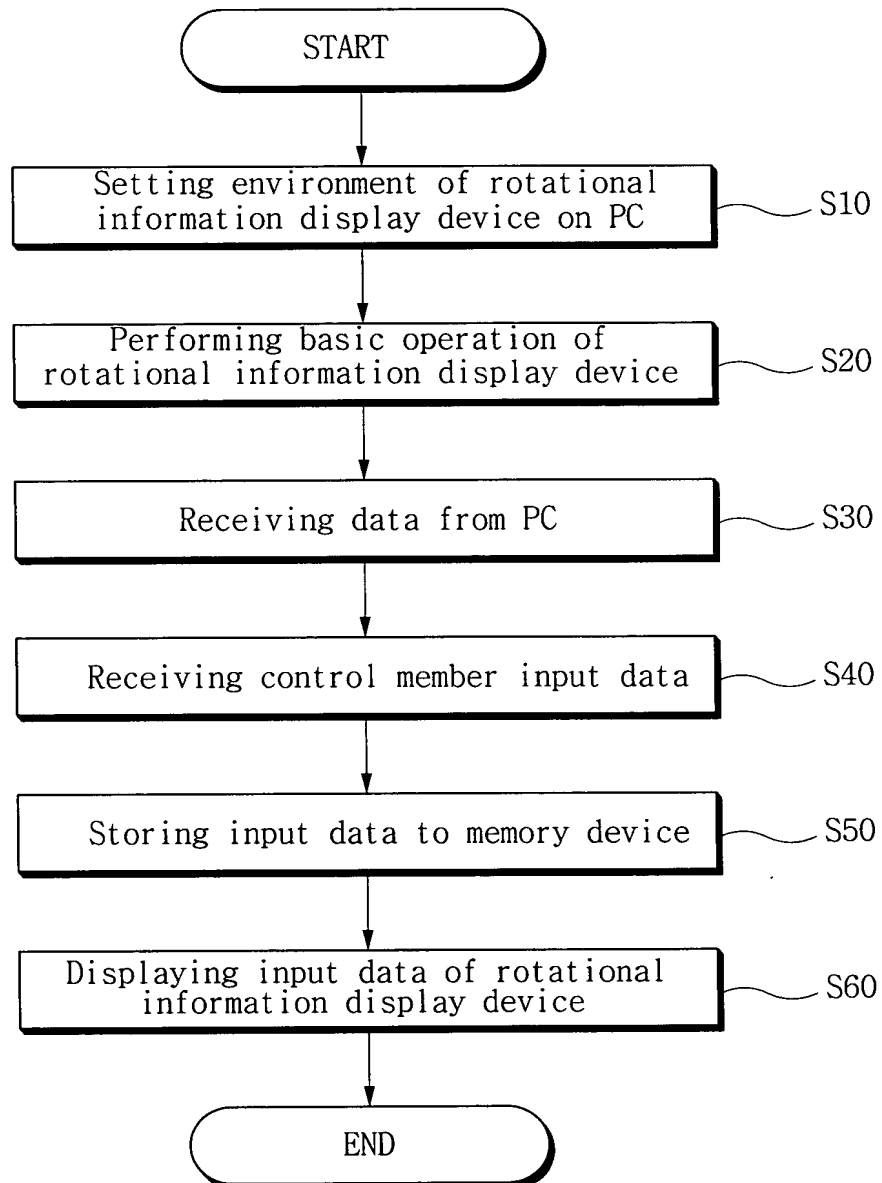 START
Setting environment of rotational
information display device on PC
S10
Performing basic operation of
rotational information display device
S20
Receiving data from PC
S30
Receiving control member input data
S40
Storing input data to memory device
S50
Displaying input data of rotational
information display device
S60
END